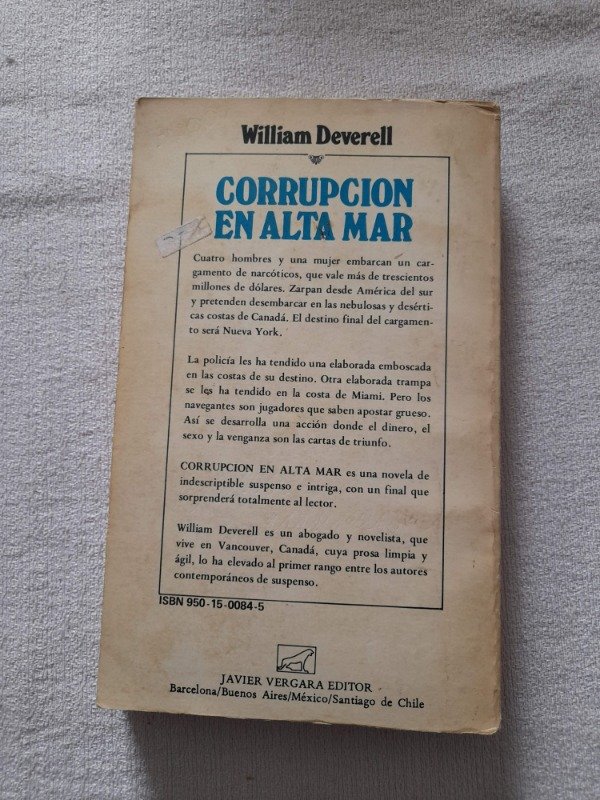 William Deverell
CORRUPCION
EN ALTA MAR
Cuatro hombres y una mujer embarcan un car-
gamento de narcóticos, que vale más de trescientos
millones de dólares. Zarpan desde América del sur
y pretenden desembarcar en las nebulosas y desérti-
cas costas de Canadá. El destino final del cargamen-
to será Nueva York.
La policía les ha tendido una elaborada emboscada
en las costas de su destino. Otra elaborada trampa
se les ha tendido en la costa de Miami. Pero los
navegantes son jugadores que saben apostar grueso.
Así se desarrolla una acción donde el dinero, el
sexo y la venganza son las cartas de triunfo.
CORRUPCION EN ALTA MAR es una novela de
indescriptible suspenso e intriga, con un final que
sorprenderá totalmente al lector.
William Deverell es un abogado y novelista, que
vive en Vancouver, Canadá, cuya prosa limpia y
ágil, lo ha elevado al primer rango entre los autores
contemporáneos de suspenso.
ISBN 950-15-0084-5
JAVIER VERGARA EDITOR
Barcelona/Buenos Aires/México/Santiago de Chile